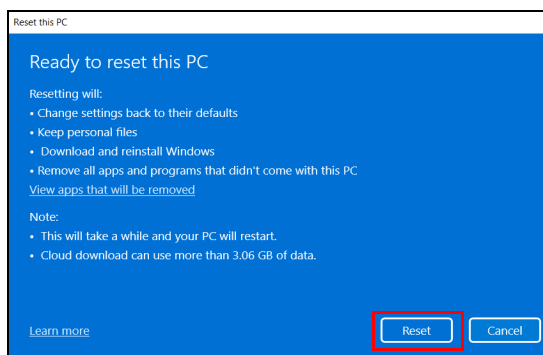 Reset this PC
Ready to reset this PC
Resetting will:
• Change settings back to their defaults
• Keep personal files
• Download and reinstall Windows
• Remove all apps and programs that didn't come with this PC
View apps that will be removed
Note:
• This will take a while and your PC will restart.
• Cloud download can use more than 3.06 GB of data.
Learn more
Reset
Cancel